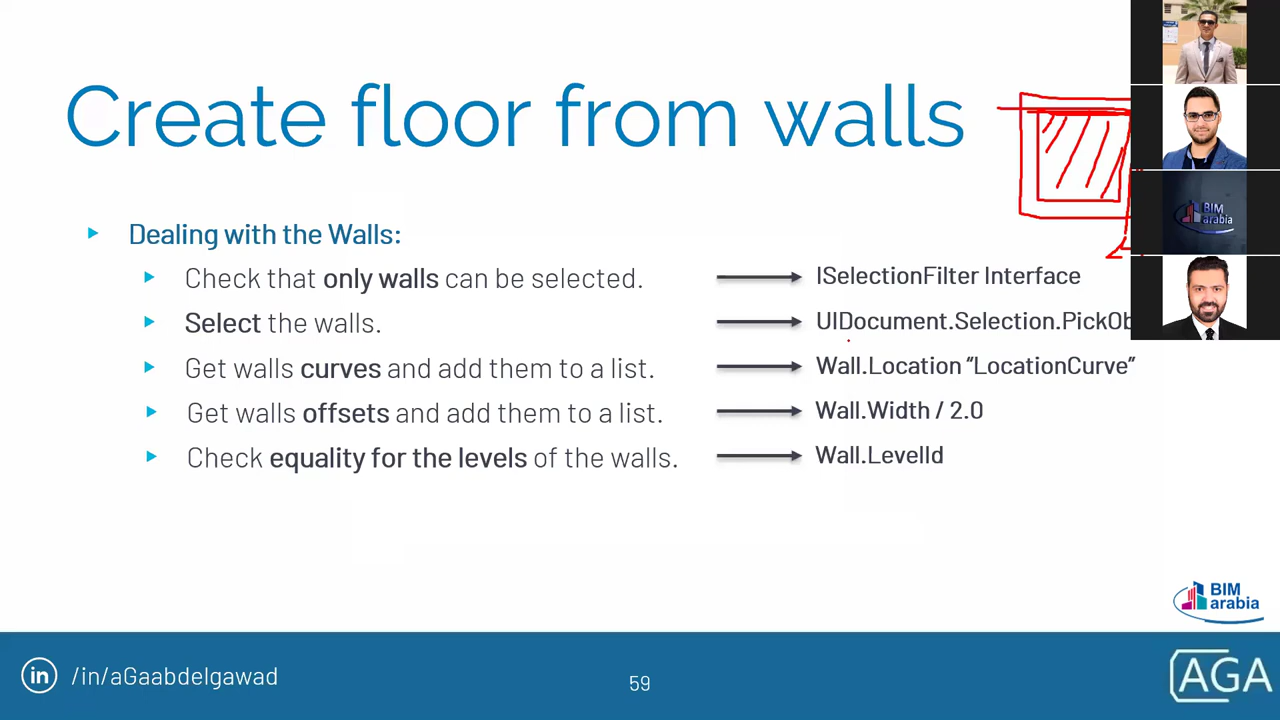 Create floor from walls
Dealing with the Walls:
Check that only walls can be selected.
ISelectionFilter Interface
Select the walls.
UIDocument.Selection.PickOb
Get walls curves and add them to a list.
Wall.Location “LocationCurve”
Get walls offsets and add them to a list.
Wall.Width / 2.0
Check equality for the levels of the walls.
Wall.LevelId
BIM
arabia
BIM
arabia
in /in/aGaabdelgawad
59
AGA